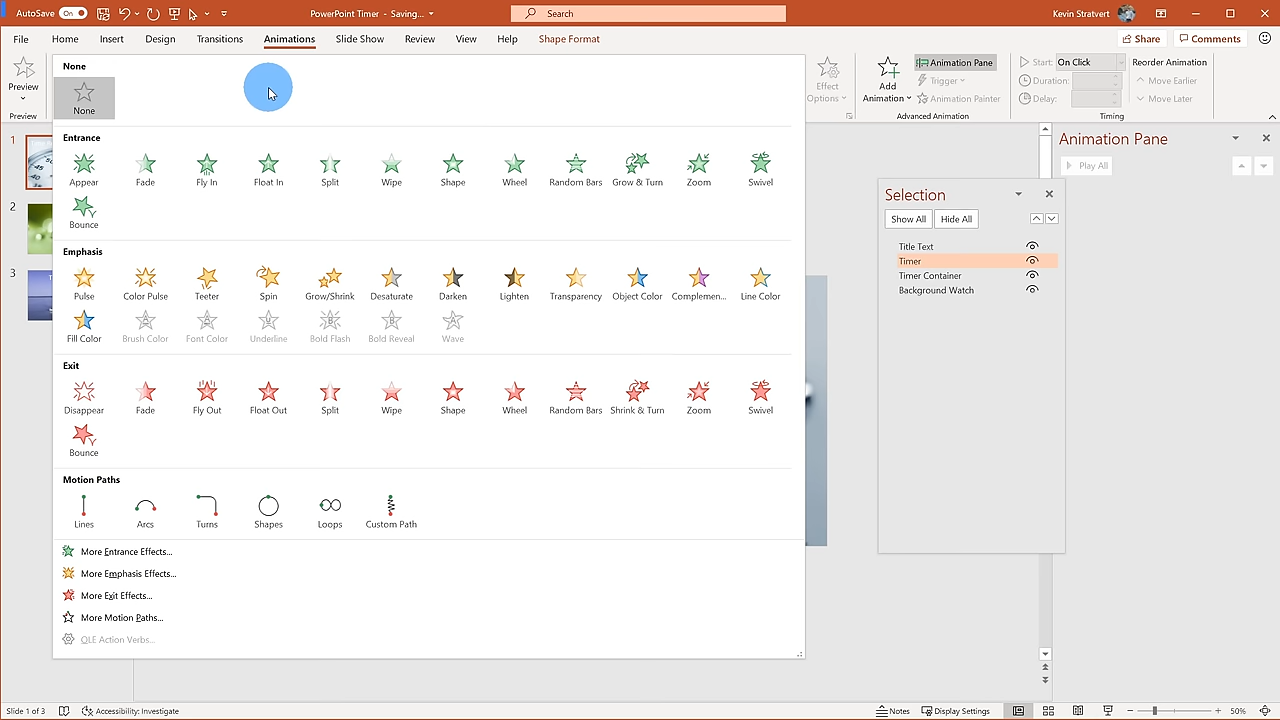 AutoSave On PowerPoint Timer - Saving... Search Kevin Stratvert
File Home Insert Design Transitions Animations Slide Show Review View Help Shape Format Share Comments
Preview
Preview
None
None
Entrance
Appear Fade Fly In Float In Split Wipe Shape Wheel Random Bars Grow & Turn Zoom Swivel
Bounce
Emphasis
Pulse Color Pulse Teeter Spin Grow/Shrink Desaturate Darken Lighten Transparency Object Color Complemen... Line Color
Fill Color Brush Color Font Color Underline Bold Flash Bold Reveal Wave
Exit
Disappear Fade Fly Out Float Out Split Wipe Shape Wheel Random Bars Shrink & Turn Zoom Swivel
Bounce
Motion Paths
Lines Arcs Turns Shapes Loops Custom Path
More Entrance Effects...
More Emphasis Effects...
More Exit Effects...
More Motion Paths...
OLE Action Verbs...
Effect
Options
Add
Animation
Animation Pane
Trigger
Animation Painter
Advanced Animation
Start: On Click
Duration:
Delay:
Reorder Animation
Move Earlier
Move Later
Timing
1
2
3
Animation Pane
Play All
Selection
Show All Hide All
Title Text
Timer
Timer Container
Background Watch
Slide 1 of 3 Accessibility: Investigate Notes Display Settings 50%